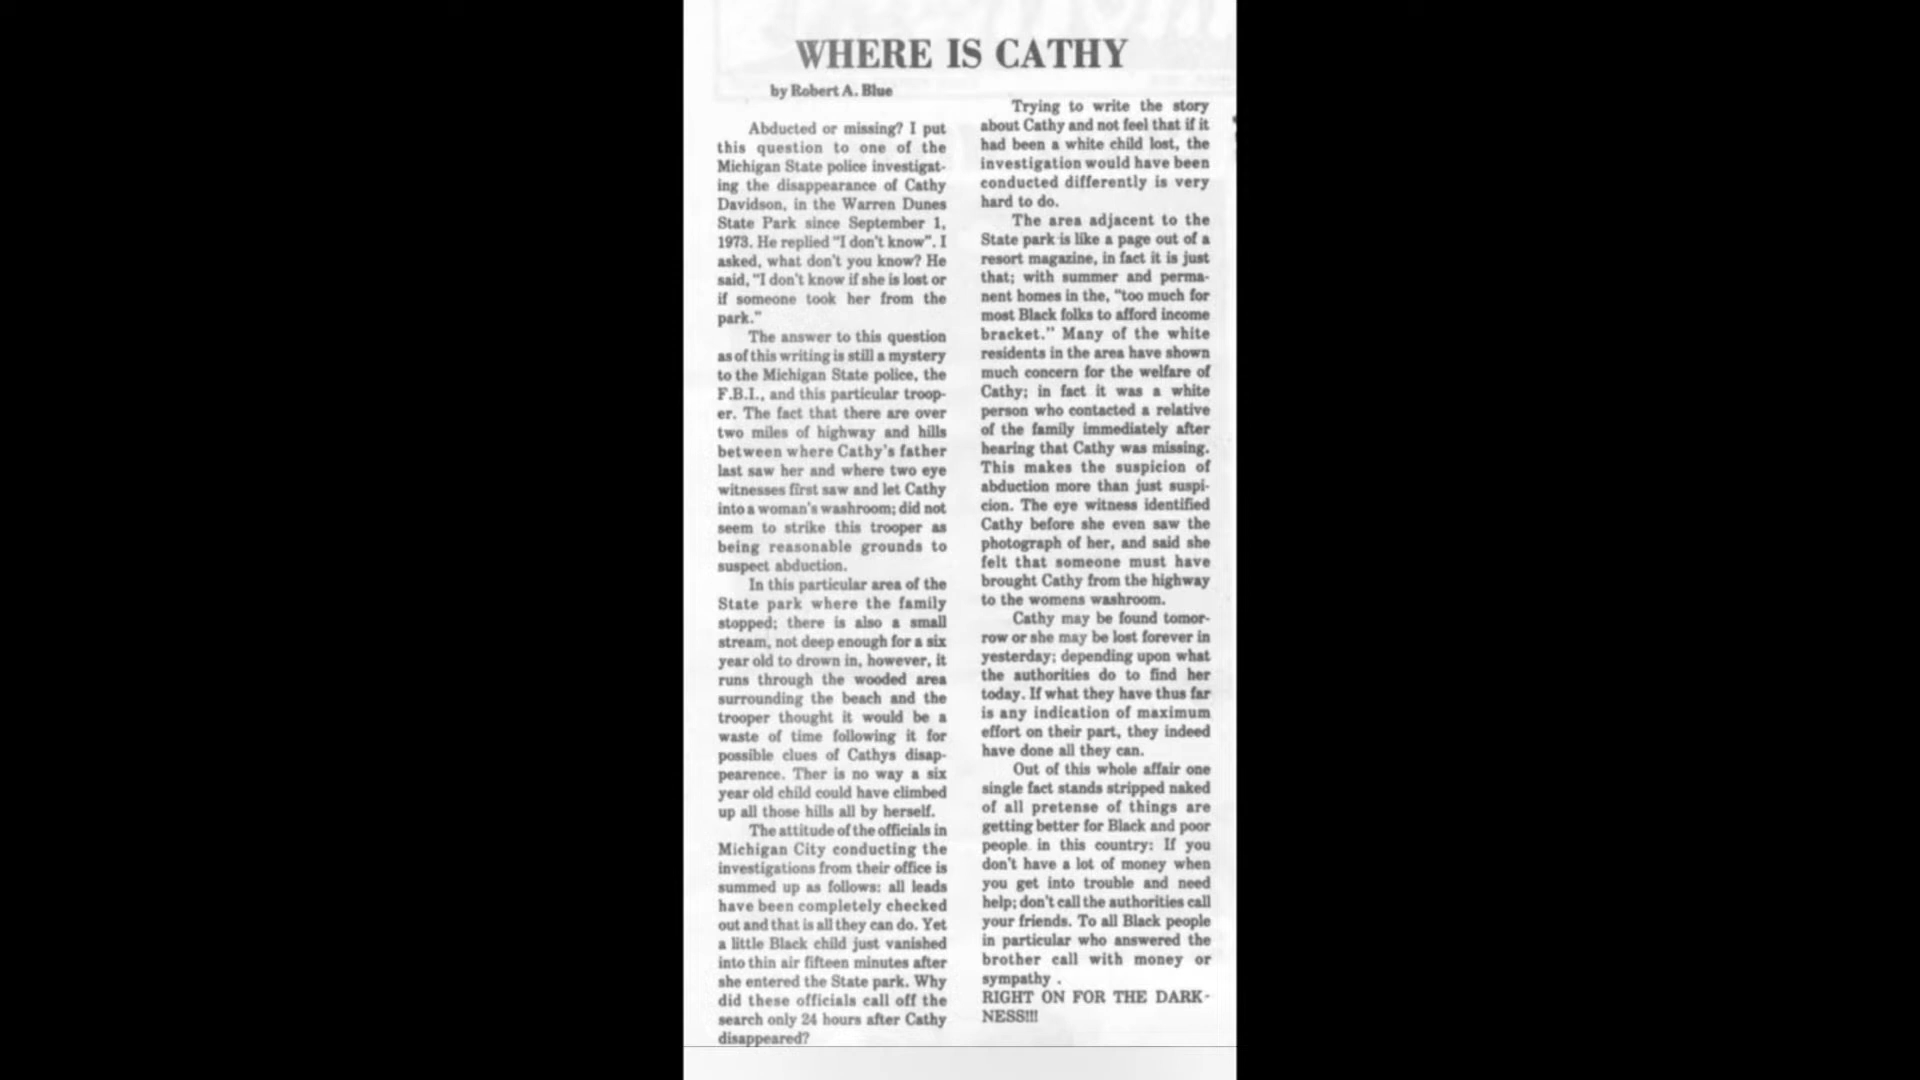 WHERE IS CATHY
by Robert A. Blue
Abducted or missing? I put
this question to one of the
Michigan State police investigat-
ing the disappearance of Cathy
Davidson, in the Warren Dunes
State Park since September 1,
1973. He replied "I don't know". I
asked, what don't you know? He
said, "I don't know if she is lost or
if someone took her from the
park."
The answer to this question
as of this writing is still a mystery
to the Michigan State police, the
F.B.I., and this particular troop-
er. The fact that there are over
two miles of highway and hills
between where Cathy's father
last saw her and where two eye
witnesses first saw and let Cathy
into a woman's washroom; did not
seem to strike this trooper as
being reasonable grounds to
suspect abduction.
In this particular area of the
State park where the family
stopped; there is also a small
stream, not deep enough for a six
year old to drown in, however, it
runs through the wooded area
surrounding the beach and the
trooper thought it would be a
waste of time following it for
possible clues of Cathys disap-
pearence. Ther is no way a six
year old child could have climbed
up all those hills all by herself.
The attitude of the officials in
Michigan City conducting the
investigations from their office is
summed up as follows: all leads
have been completely checked
out and that is all they can do. Yet
a little Black child just vanished
into thin air fifteen minutes after
she entered the State park. Why
did these officials call off the
search only 24 hours after Cathy
disappeared?
Trying to write the story
about Cathy and not feel that if it
had been a white child lost, the
investigation would have been
conducted differently is very
hard to do.
The area adjacent to the
State park is like a page out of a
resort magazine, in fact it is just
that; with summer and perma-
nent homes in the, "too much for
most Black folks to afford income
bracket." Many of the white
residents in the area have shown
much concern for the welfare of
Cathy; in fact it was a white
person who contacted a relative
of the family immediately after
hearing that Cathy was missing.
This makes the suspicion of
abduction more than just suspi-
cion. The eye witness identified
Cathy before she even saw the
photograph of her, and said she
felt that someone must have
brought Cathy from the highway
to the womens washroom.
Cathy may be found tomor-
row or she may be lost forever in
yesterday; depending upon what
the authorities do to find her
today. If what they have thus far
is any indication of maximum
effort on their part, they indeed
have done all they can.
Out of this whole affair one
single fact stands stripped naked
of all pretense of things are
getting better for Black and poor
people in this country: If you
don't have a lot of money when
you get into trouble and need
help; don't call the authorities call
your friends. To all Black people
in particular who answered the
brother call with money or
sympathy .
RIGHT ON FOR THE DARK-
NESS!!!